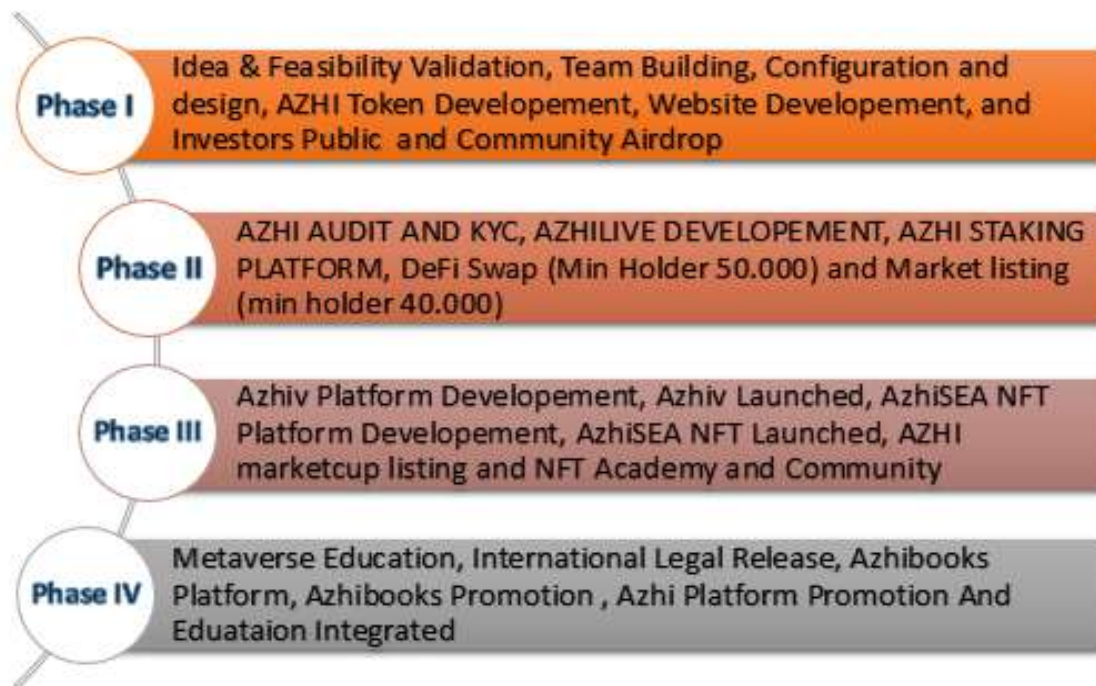 Phase I
Idea & Feasibility Validation, Team Building, Configuration and
design, AZHI Token Developement, Website Developement, and
Investors Public and Community Airdrop
Phase II
AZHI AUDIT AND KYC, AZHILIVE DEVELOPEMENT, AZHI STAKING
PLATFORM, DeFi Swap (Min Holder 50.000) and Market listing
(min holder 40.000)
Phase III
Azhiv Platform Developement, Azhiv Launched, AzhiSEA NFT
Platform Developement, AzhiSEA NFT Launched, AZHI
marketcup listing and NFT Academy and Community
Phase IV
Metaverse Education, International Legal Release, Azhibooks
Platform, Azhibooks Promotion , Azhi Platform Promotion And
Eduataion Integrated